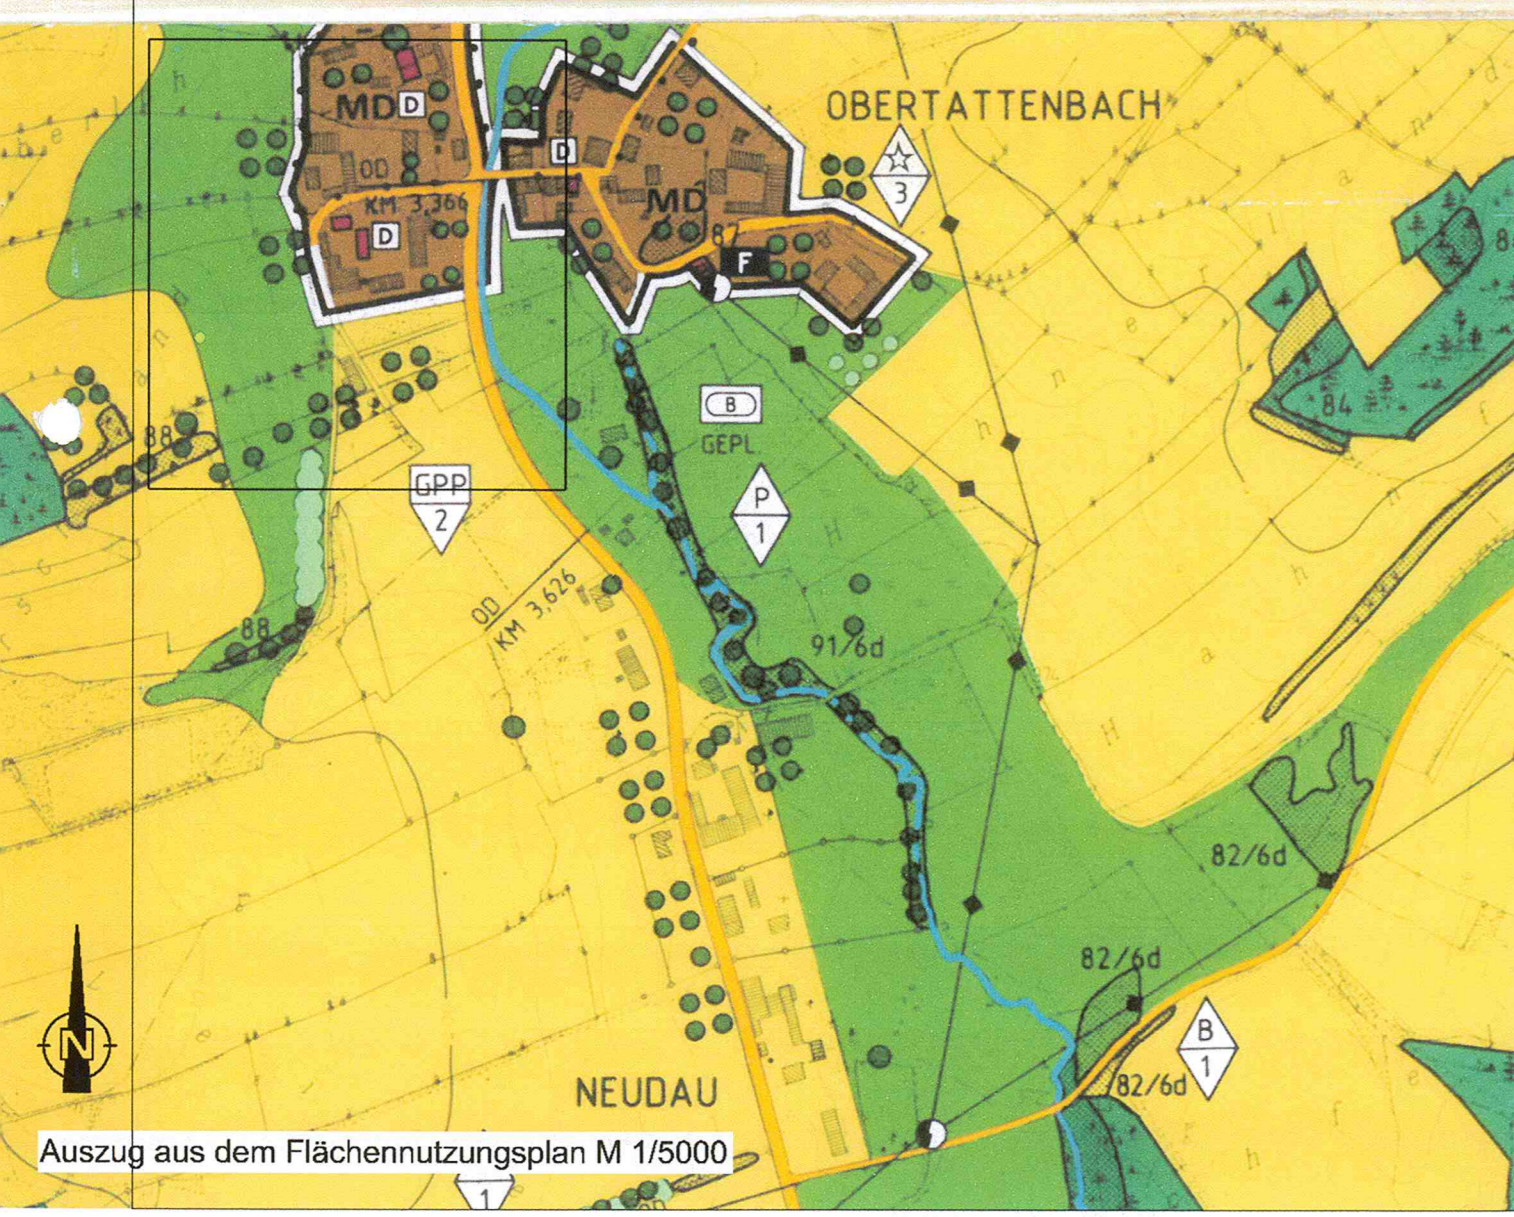 OBERTATTENBACH
MD D
D
OD
KM 3,366
MD
87
D
F
☆
3
84
B
GEPL.
88
GPP
2
P
1
OD
KM 3,626
88
91/6d
82/6d
82/6d
B
1
82/6d
N
NEUDAU
Auszug aus dem Flächennutzungsplan M 1/5000
1